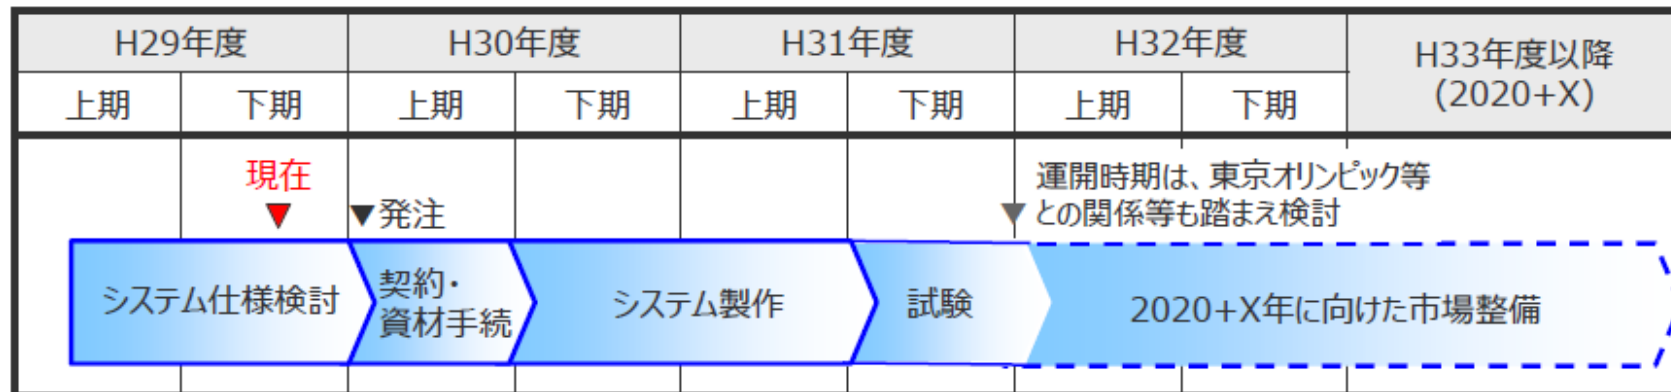 H29年度 H30年度 H31年度 H32年度 H33年度以降
(2020+X)
上期 下期 上期 下期 上期 下期 上期 下期
現在
▼発注
運開時期は、東京オリンピック等
との関係等も踏まえ検討
システム仕様検討
契約・
資材手続
システム製作
試験
2020+X年に向けた市場整備